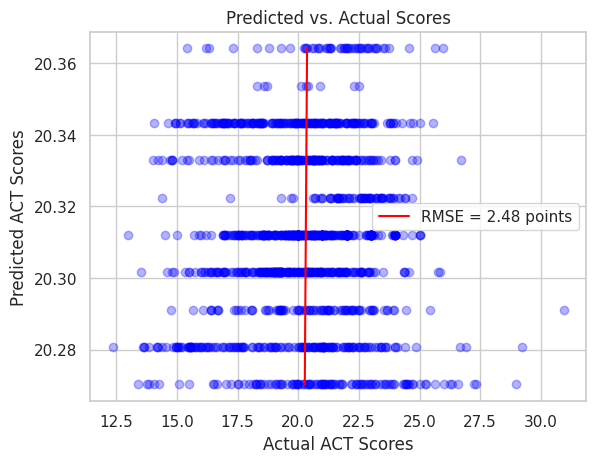 Predicted vs. Actual Scores
Predicted ACT Scores
20.36
20.34
20.32
20.30
20.28
RMSE = 2.48 points
12.5 15.0 17.5 20.0 22.5 25.0 27.5 30.0
Actual ACT Scores